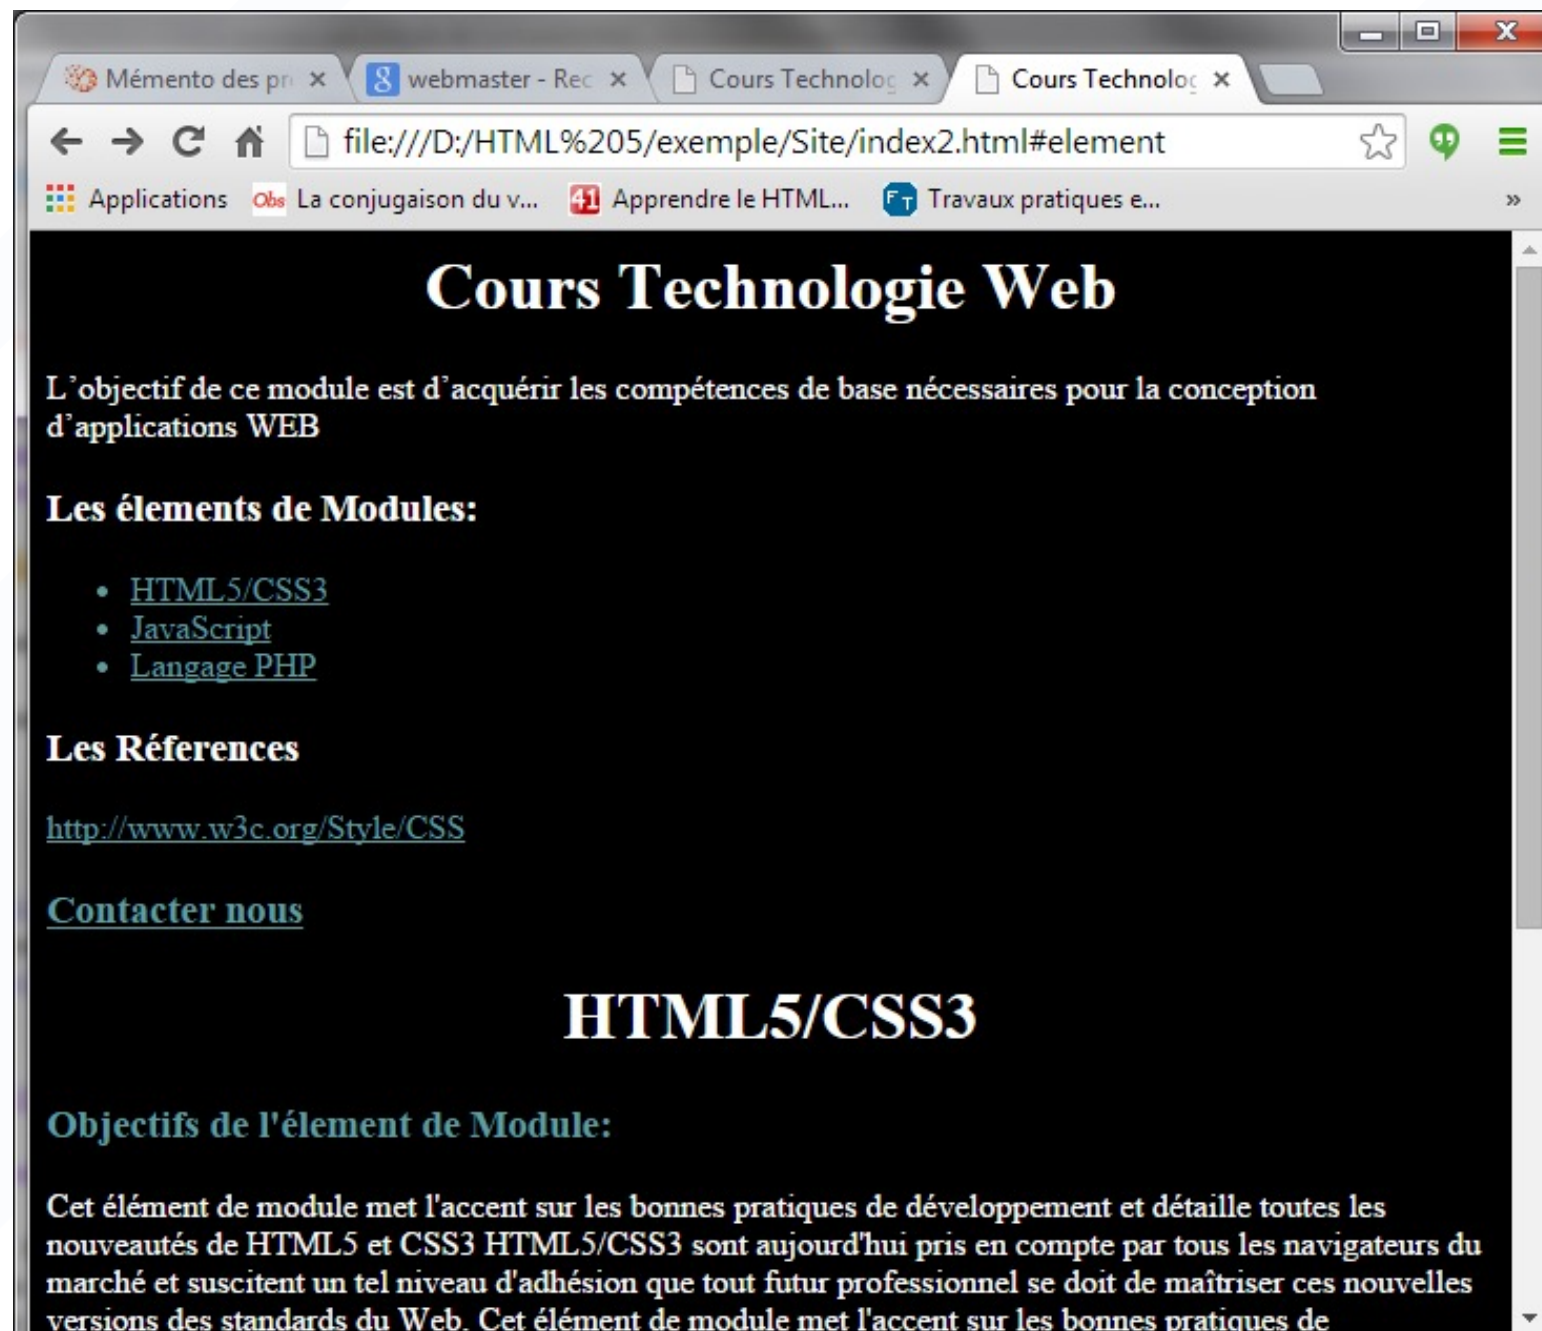 Mémento des pr
webmaster - Rec
Cours Technolog
Cours Technolog
file:///D:/HTML%205/exemple/Site/index2.html#element
Applications
Obs La conjugaison du v...
41 Apprendre le HTML...
FT Travaux pratiques e...
»
Cours Technologie Web
L’objectif de ce module est d’acquérir les compétences de base nécessaires pour la conception
d’applications WEB
Les élements de Modules:
• HTML5/CSS3
• JavaScript
• Langage PHP
Les Réferences
http://www.w3c.org/Style/CSS
Contacter nous
HTML5/CSS3
Objectifs de l'élement de Module:
Cet élément de module met l'accent sur les bonnes pratiques de développement et détaille toutes les
nouveautés de HTML5 et CSS3 HTML5/CSS3 sont aujourd'hui pris en compte par tous les navigateurs du
marché et suscitent un tel niveau d'adhésion que tout futur professionnel se doit de maîtriser ces nouvelles
versions des standards du Web. Cet élément de module met l'accent sur les bonnes pratiques de